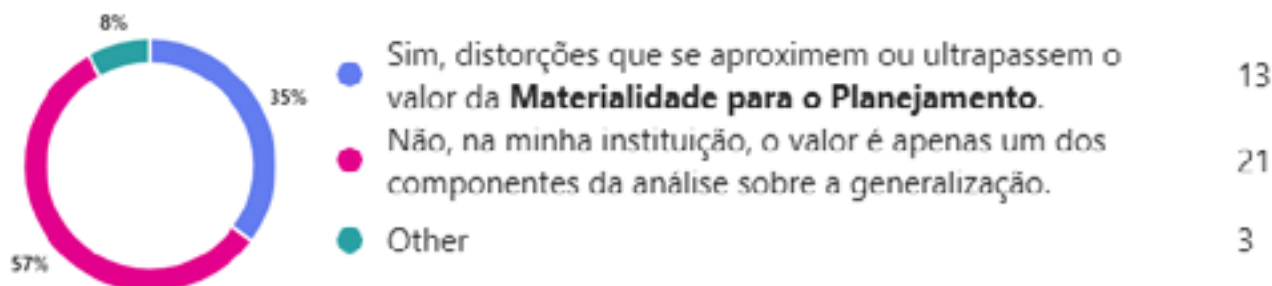 8%
35%
57%
Sim, distorções que se aproximem ou ultrapassem o
valor da Materialidade para o Planejamento.
13
Não, na minha instituição, o valor é apenas um dos
componentes da análise sobre a generalização.
21
Other
3